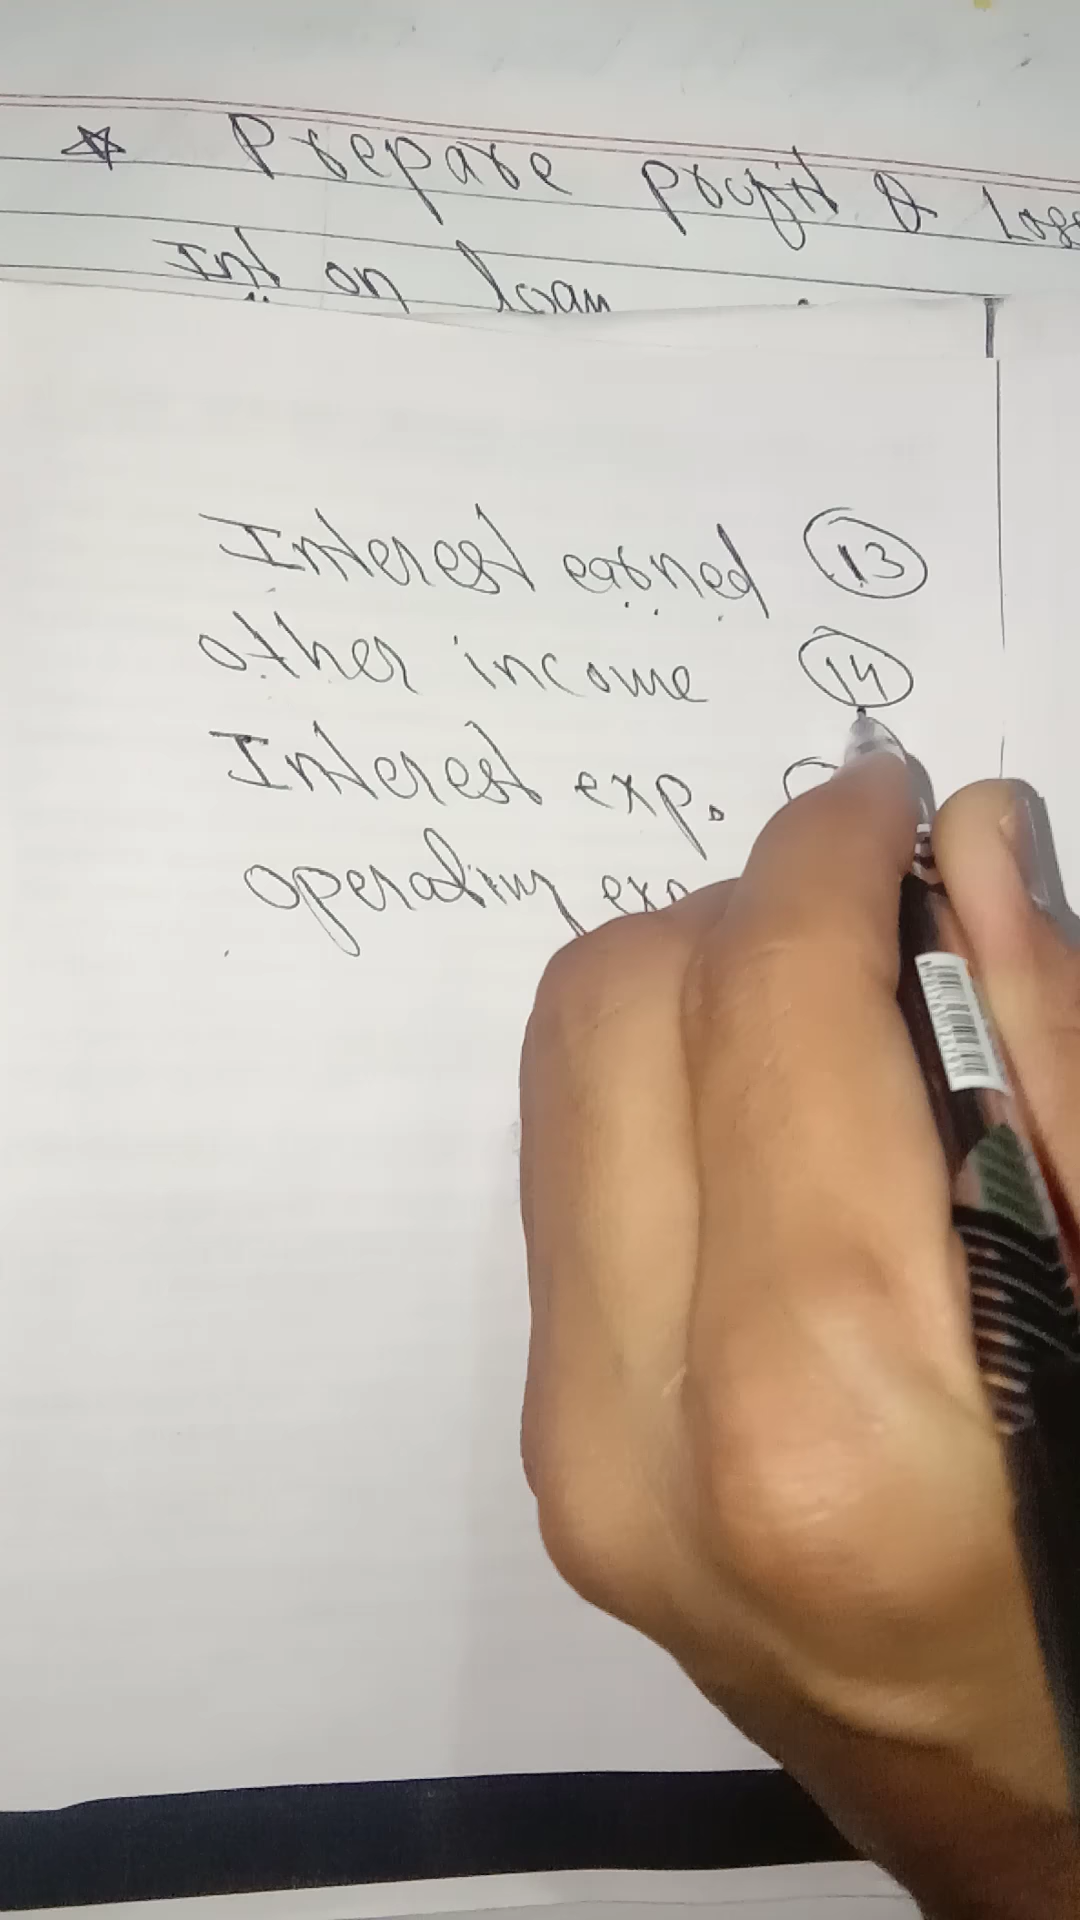 Prepare profit & Loss
Int on loan
Interest earned 13
other income 14
Interest exp.
operating exp